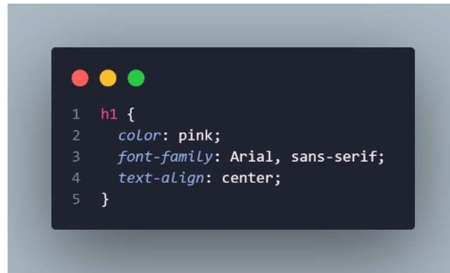 1 h1 {
2 color: pink;
3 font-family: Arial, sans-serif;
4 text-align: center;
5 }